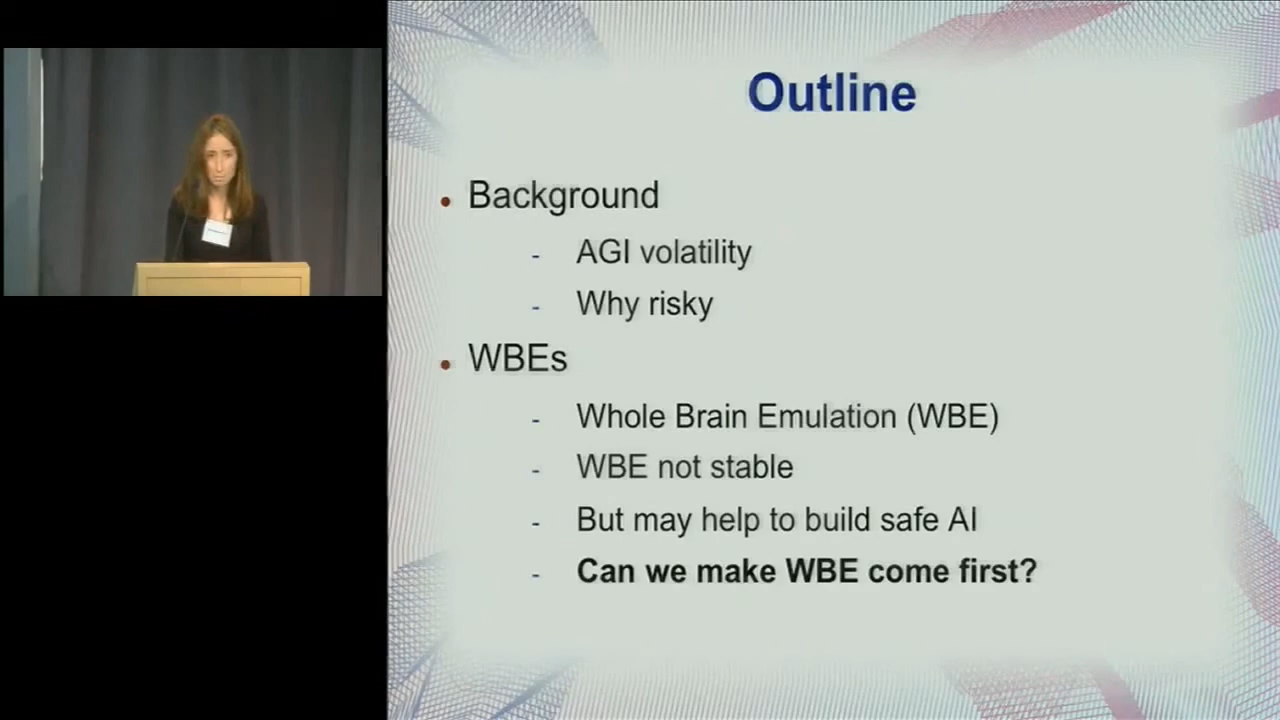 Outline
• Background
- AGI volatility
- Why risky
• WBEs
- Whole Brain Emulation (WBE)
- WBE not stable
- But may help to build safe AI
- Can we make WBE come first?